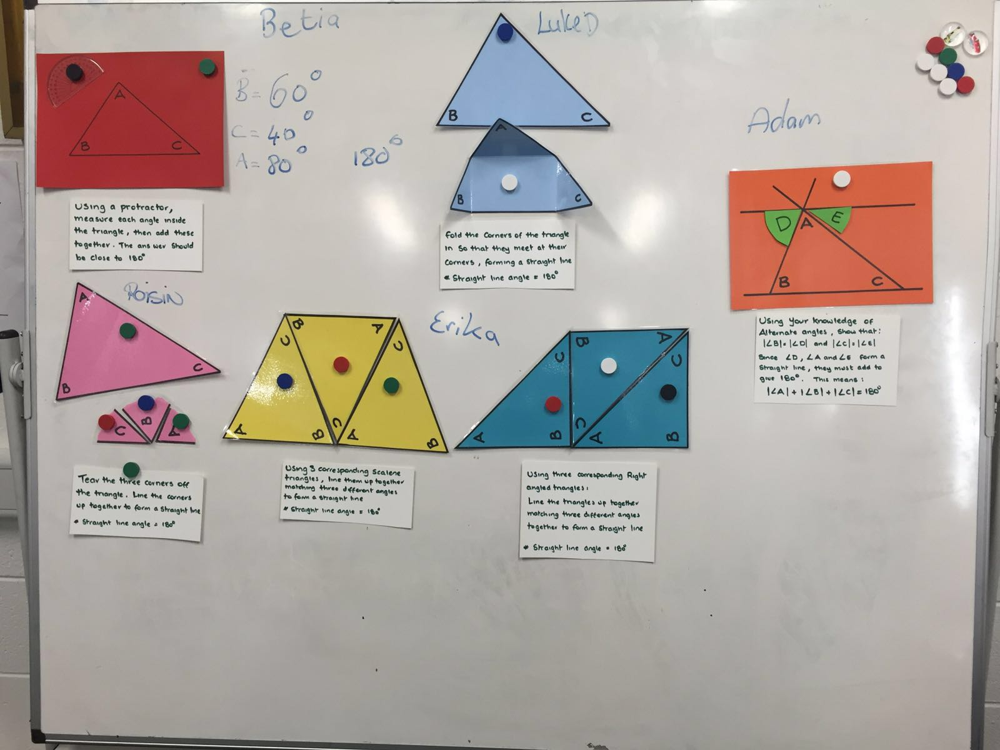 Betia
Luke D
Adam
A
B
C
B = 60°
C = 40°
A = 80°
180°
Using a protractor,
measure each angle inside
the triangle, then add these
together. The answer should
be close to 180°
B
C
A
B
C
Fold the corners of the triangle
in so that they meet at their
corners, forming a straight line
* Straight line angle = 180°
D
A
E
B
C
Using your knowledge of
Alternate angles, show that:
|∠B|=|∠D| and |∠C|=|∠E|
Since ∠D, ∠A and ∠E form a
straight line, they must add to
give 180°. This means:
|∠A| + |∠B| + |∠C| = 180°
Roisin
A
B
C
C
B
A
Tear the three corners off
the triangle. Line the corners
up together to form a straight line
* Straight line angle = 180°
Erika
C
A
B
B
A
C
C
A
B
Using 3 corresponding scalene
triangles, line them up together
matching three different angles
to form a straight line
* Straight line angle = 180°
C
A
B
B
A
C
C
A
B
Using three corresponding Right
angled triangles:
Line the triangles up together
matching three different angles
together to form a straight line
* Straight line angle = 180°